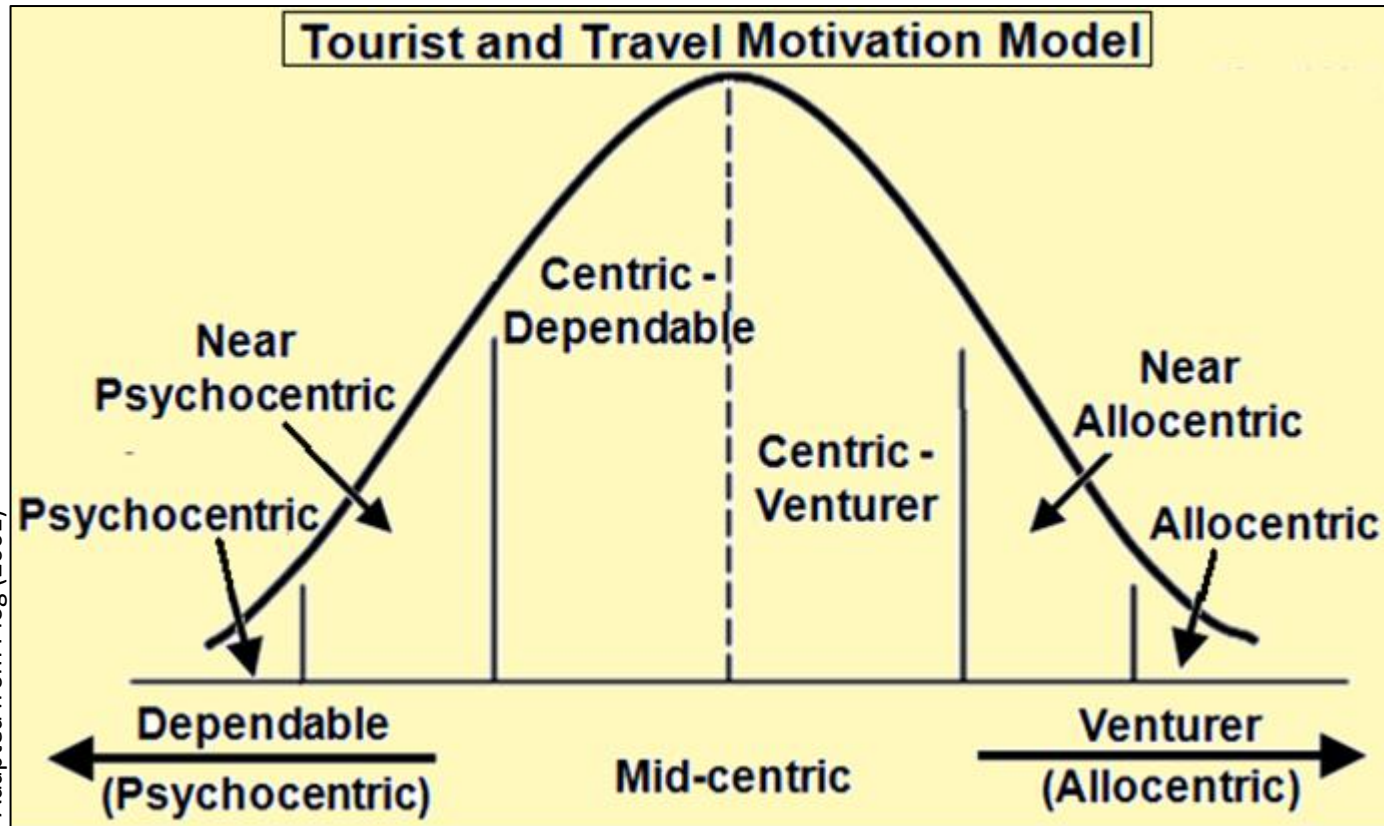 Tourist and Travel Motivation Model
Centric -
Dependable
Near
Psychocentric
Near
Allocentric
Centric -
Venturer
Psychocentric
Allocentric
Dependable
(Psychocentric)
Mid-centric
Venturer
(Allocentric)